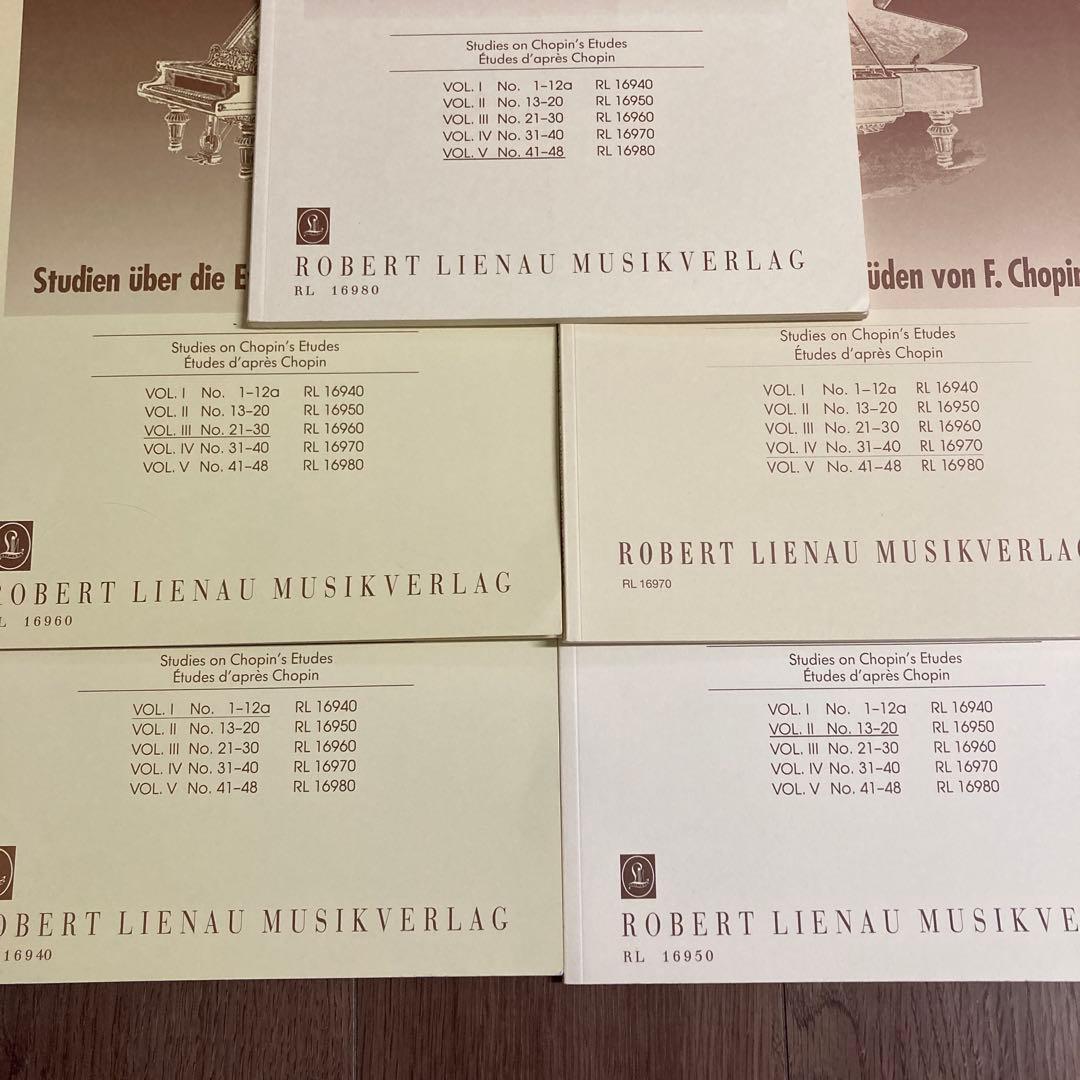 Studies on Chopin's Etudes
Études d'après Chopin
VOL. I No. 1–12a RL 16940
VOL. II No. 13–20 RL 16950
VOL. III No. 21–30 RL 16960
VOL. IV No. 31–40 RL 16970
VOL. V No. 41–48 RL 16980
ROBERT LIENAU MUSIKVERLAG
RL 16980
Studien über die E
üden von F. Chopin
Studies on Chopin's Etudes
Études d'après Chopin
VOL. I No. 1–12a RL 16940
VOL. II No. 13–20 RL 16950
VOL. III No. 21–30 RL 16960
VOL. IV No. 31–40 RL 16970
VOL. V No. 41–48 RL 16980
ROBERT LIENAU MUSIKVERLAG
L 16960
Studies on Chopin's Etudes
Études d'après Chopin
VOL. I No. 1–12a RL 16940
VOL. II No. 13–20 RL 16950
VOL. III No. 21–30 RL 16960
VOL. IV No. 31–40 RL 16970
VOL. V No. 41–48 RL 16980
ROBERT LIENAU MUSIKVERLAG
RL 16970
Studies on Chopin's Etudes
Études d'après Chopin
VOL. I No. 1–12a RL 16940
VOL. II No. 13–20 RL 16950
VOL. III No. 21–30 RL 16960
VOL. IV No. 31–40 RL 16970
VOL. V No. 41–48 RL 16980
OBERT LIENAU MUSIKVERLAG
16940
Studies on Chopin's Etudes
Études d'après Chopin
VOL. I No. 1–12a RL 16940
VOL. II No. 13–20 RL 16950
VOL. III No. 21–30 RL 16960
VOL. IV No. 31–40 RL 16970
VOL. V No. 41–48 RL 16980
ROBERT LIENAU MUSIKVE
RL 16950